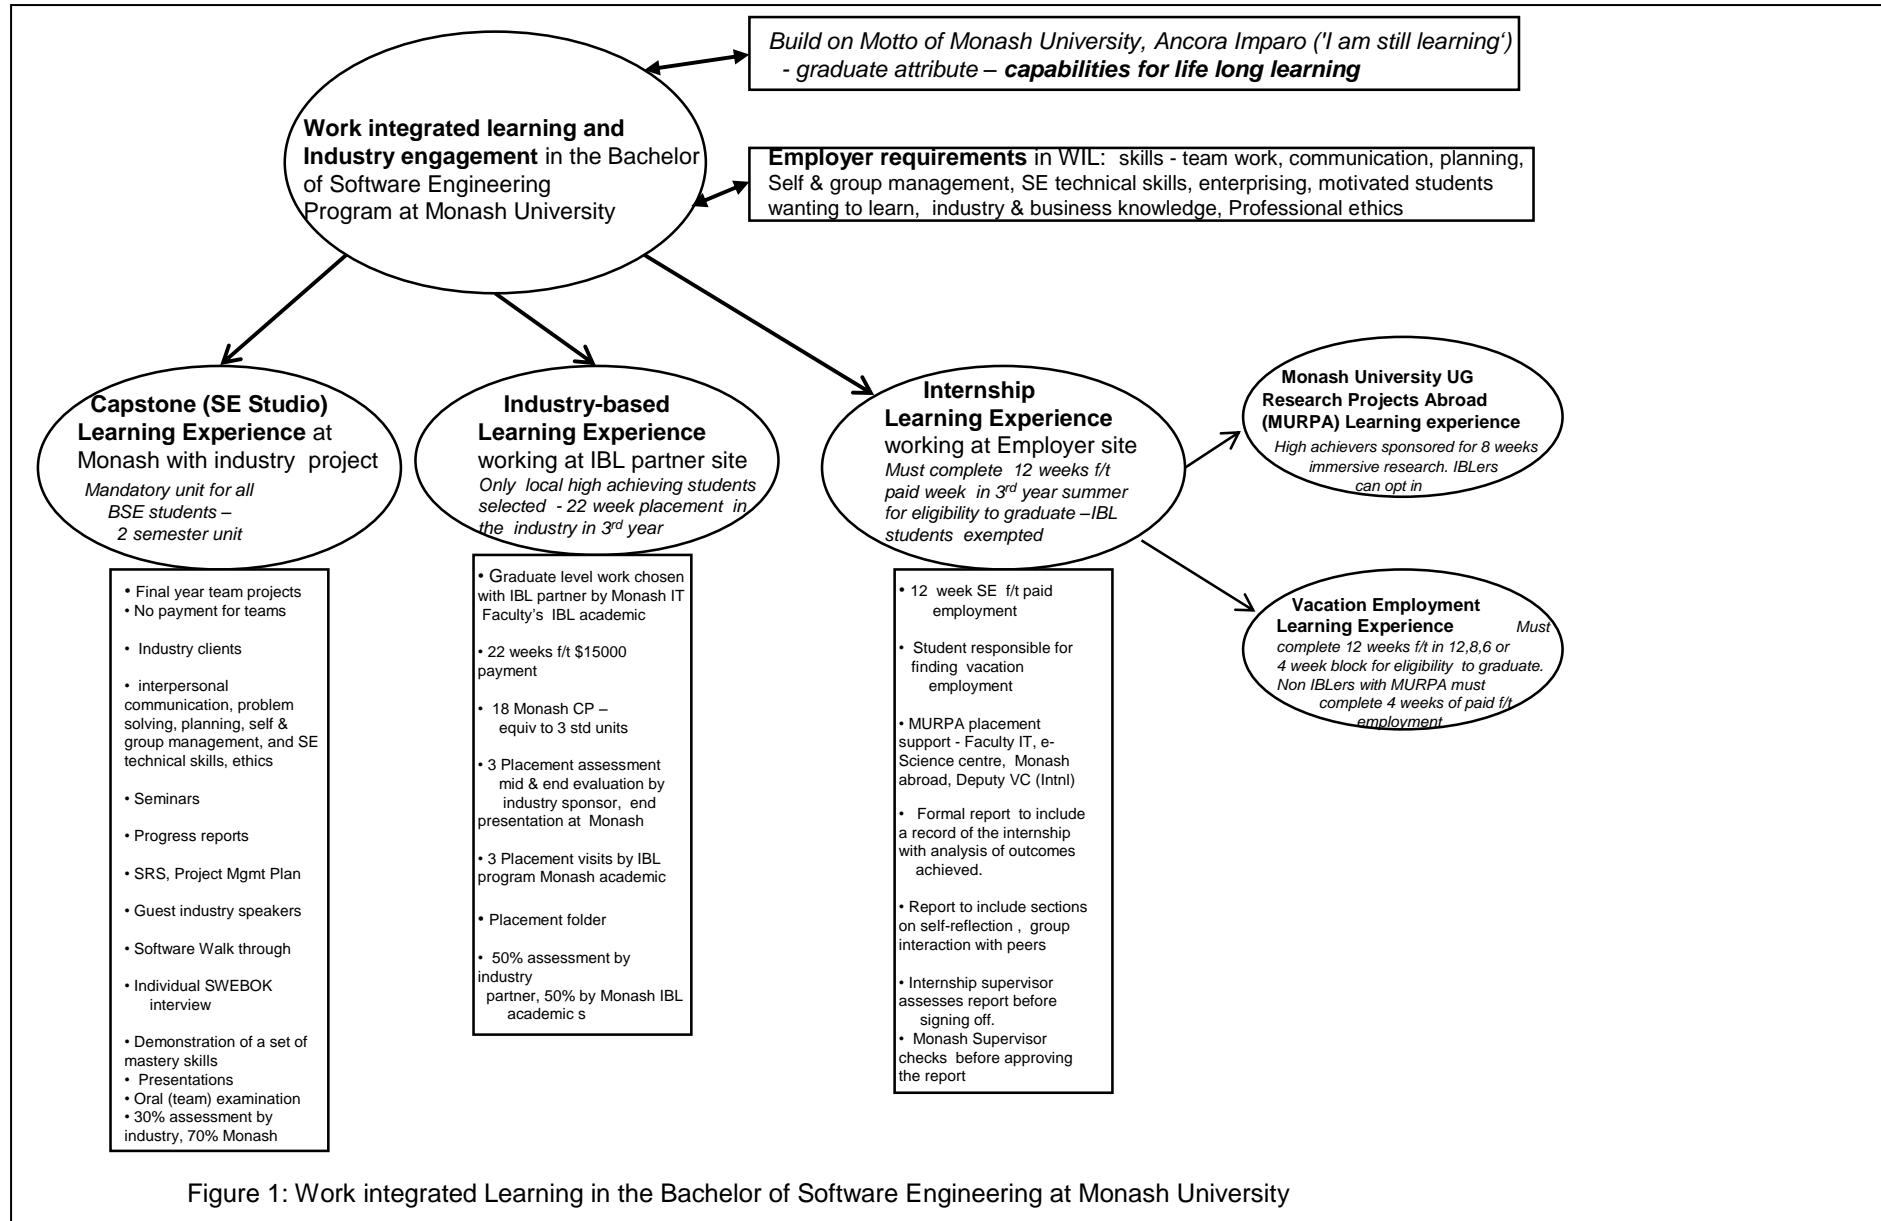 Build on Motto of Monash University, Ancora Imparo ('I am still learning‘)
- graduate attribute – capabilities for life long learning
Work integrated learning and
Industry engagement in the Bachelor
of Software Engineering
Program at Monash University
Employer requirements in WIL: skills - team work, communication, planning,
Self & group management, SE technical skills, enterprising, motivated students
wanting to learn, industry & business knowledge, Professional ethics
Capstone (SE Studio)
Learning Experience at
Monash with industry project
Mandatory unit for all
BSE students –
2 semester unit
Industry-based
Learning Experience
working at IBL partner site
Only local high achieving students
selected - 22 week placement in
the industry in 3rd year
Internship
Learning Experience
working at Employer site
Must complete 12 weeks f/t
paid week in 3rd year summer
for eligibility to graduate –IBL
students exempted
Monash University UG
Research Projects Abroad
(MURPA) Learning experience
High achievers sponsored for 8 weeks
immersive research. IBLers
can opt in
Vacation Employment
Learning Experience Must
complete 12 weeks f/t in 12,8,6 or
4 week block for eligibility to graduate.
Non IBLers with MURPA must
complete 4 weeks of paid f/t
employment
• Final year team projects
• No payment for teams
• Industry clients
• interpersonal
communication, problem
solving, planning, self &
group management, and SE
technical skills, ethics
• Seminars
• Progress reports
• SRS, Project Mgmt Plan
• Guest industry speakers
• Software Walk through
• Individual SWEBOK
interview
• Demonstration of a set of
mastery skills
• Presentations
• Oral (team) examination
• 30% assessment by
industry, 70% Monash
• Graduate level work chosen
with IBL partner by Monash IT
Faculty’s IBL academic
• 22 weeks f/t $15000
payment
• 18 Monash CP –
equiv to 3 std units
• 3 Placement assessment
mid & end evaluation by
industry sponsor, end
presentation at Monash
• 3 Placement visits by IBL
program Monash academic
• Placement folder
• 50% assessment by
industry
partner, 50% by Monash IBL
academic s
• 12 week SE f/t paid
employment
• Student responsible for
finding vacation
employment
• MURPA placement
support - Faculty IT, e-
Science centre, Monash
abroad, Deputy VC (Intnl)
• Formal report to include
a record of the internship
with analysis of outcomes
achieved.
• Report to include sections
on self-reflection , group
interaction with peers
• Internship supervisor
assesses report before
signing off.
• Monash Supervisor
checks before approving
the report
Figure 1: Work integrated Learning in the Bachelor of Software Engineering at Monash University